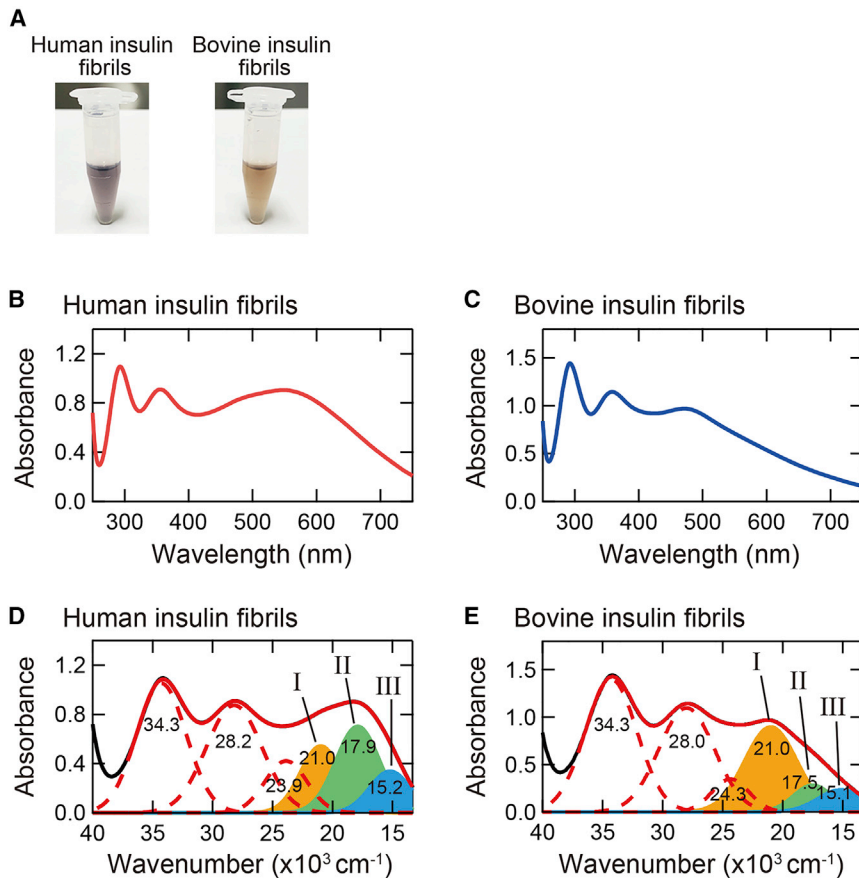 A
Human insulin
fibrils
Bovine insulin
fibrils
B
Human insulin fibrils
Absorbance
1.2
0.8
0.4
0.0
300 400 500 600 700
Wavelength (nm)
C
Bovine insulin fibrils
Absorbance
1.5
1.0
0.5
0.0
300 400 500 600 700
Wavelength (nm)
D
Human insulin fibrils
Absorbance
1.2
0.8
0.4
0.0
I
II
III
34.3
28.2
23.9
21.0
17.9
15.2
40 35 30 25 20 15
Wavenumber (x10³ cm⁻¹)
E
Bovine insulin fibrils
Absorbance
1.5
1.0
0.5
0.0
I
II
III
34.3
28.0
24.3
21.0
17.5
15.1
40 35 30 25 20 15
Wavenumber (x10³ cm⁻¹)